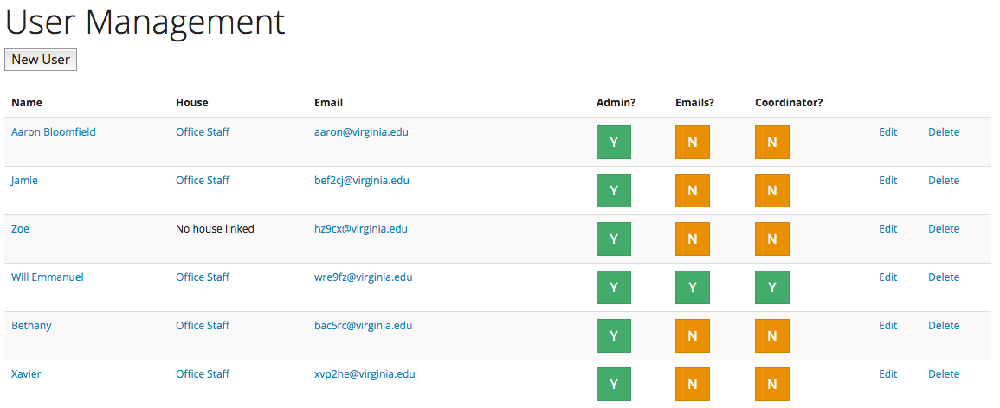 User Management
New User
Name House Email Admin? Emails? Coordinator?
Aaron Bloomfield Office Staff aaron@virginia.edu Y N N Edit Delete
Jamie Office Staff bef2cj@virginia.edu Y N N Edit Delete
Zoe No house linked hz9cx@virginia.edu Y N N Edit Delete
Will Emmanuel Office Staff wre9fz@virginia.edu Y Y Y Edit Delete
Bethany Office Staff bac5rc@virginia.edu Y N N Edit Delete
Xavier Office Staff xvp2he@virginia.edu Y N N Edit Delete